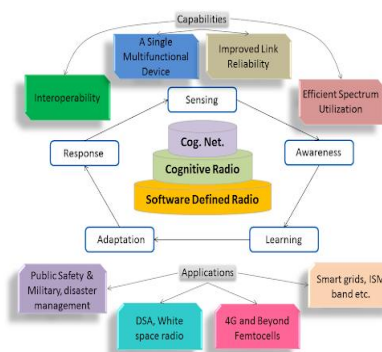 Capabilities
A Single
Multifunctional
Device
Improved Link
Reliability
Interoperability
Efficient Spectrum
Utilization
Sensing
Cog. Net.
Response
Awareness
Cognitive Radio
Software Defined Radio
Adaptation
Learning
Public Safety &
Military, disaster
management
Applications
Smart grids, ISM
band etc.
DSA, White
space radio
4G and Beyond
Femtocells